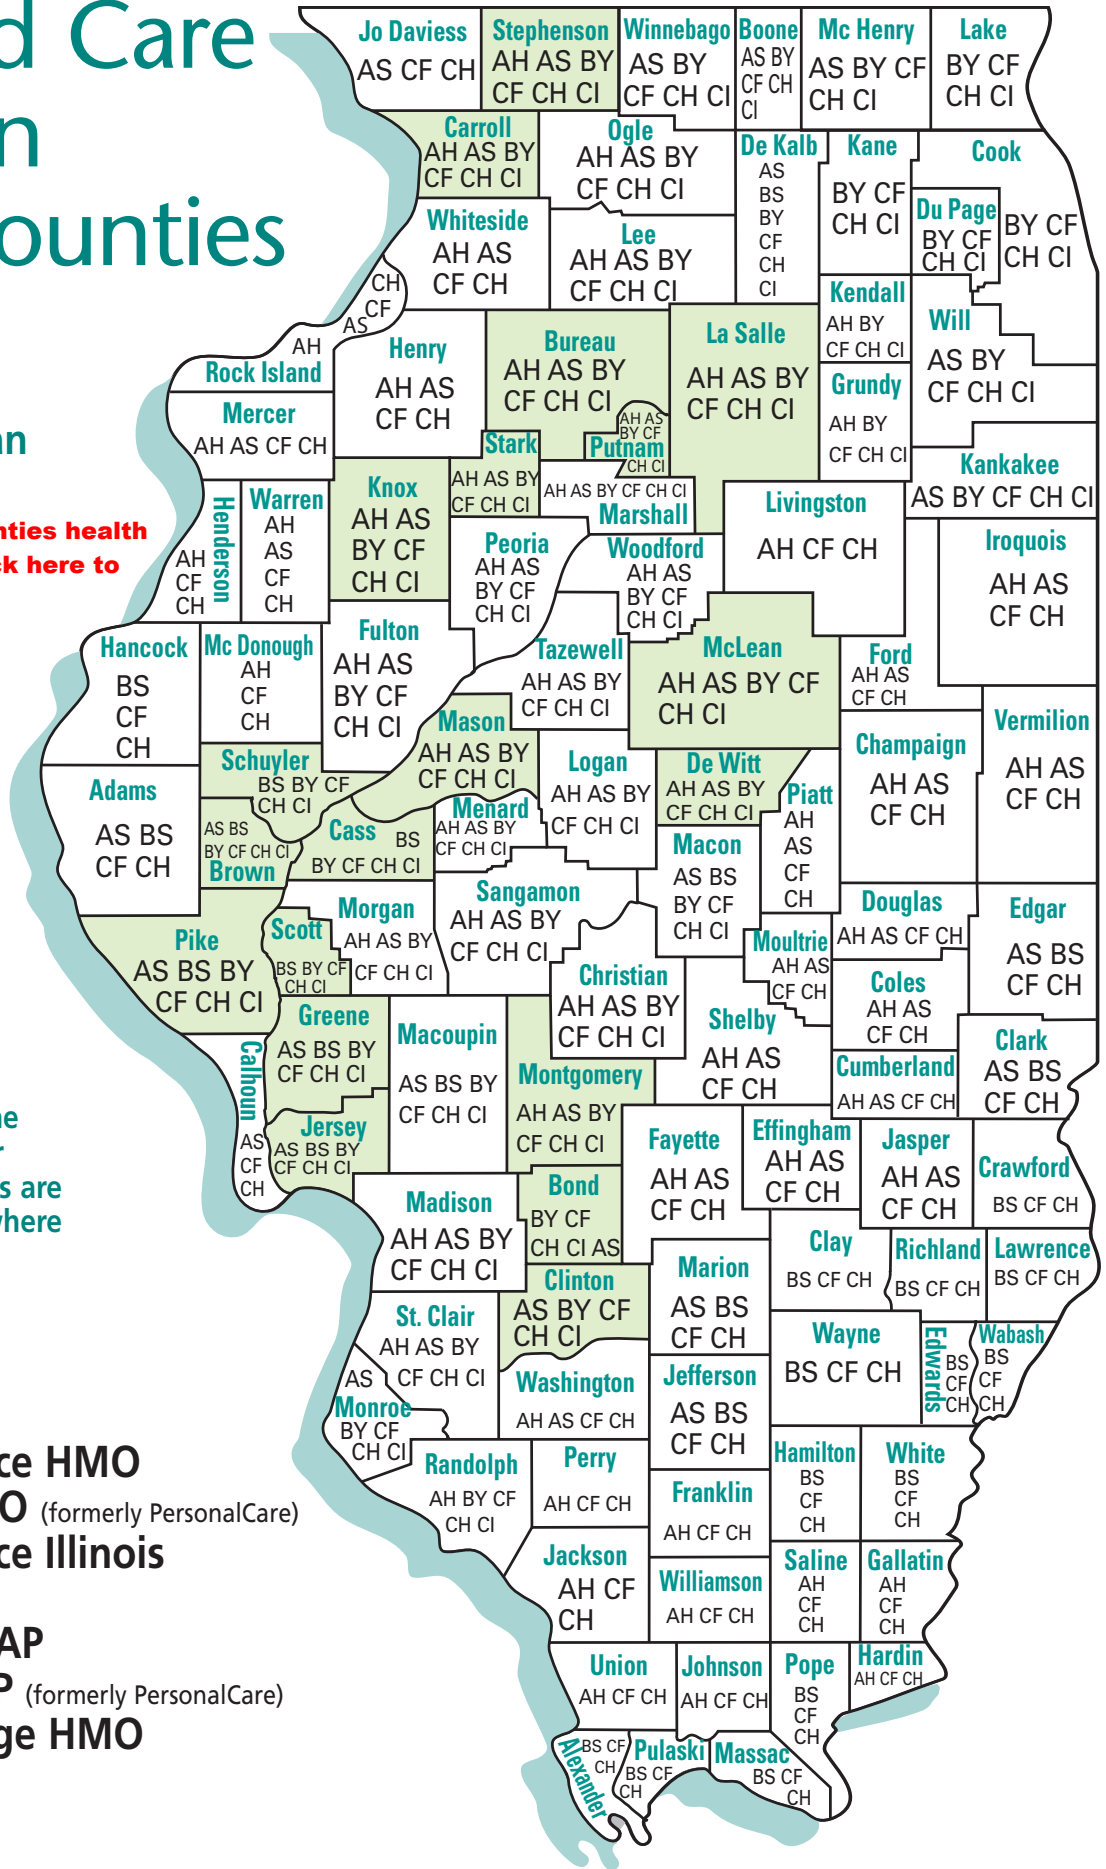 d Care
n
ounties
an
nties health
ck here to
ne
r
s are
where
ce HMO
O (formerly PersonalCare)
ce Illinois
AP
P (formerly PersonalCare)
ge HMO
Jo Daviess
AS CF CH
Stephenson
AH AS BY
CF CH CI
Winnebago
AS BY
CF CH CI
Boone
AS BY
CF CH
CI
Mc Henry
AS BY CF
CH CI
Lake
BY CF
CH CI
Carroll
AH AS BY
CF CH CI
Ogle
AH AS BY
CF CH CI
De Kalb
AS
BS
BY
CF
CH
CI
Kane
BY CF
CH CI
Cook
BY CF
CH CI
Du Page
BY CF
CH CI
Whiteside
AH AS
CF CH
Lee
AH AS BY
CF CH CI
Kendall
AH BY
CF CH CI
Will
AS BY
CF CH CI
CH
CF
AS
AH
Rock Island
Henry
AH AS
CF CH
Bureau
AH AS BY
CF CH CI
La Salle
AH AS BY
CF CH CI
Grundy
AH BY
CF CH CI
Mercer
AH AS CF CH
AH AS
BY CF
Putnam
CH CI
Stark
AH AS BY
CF CH CI
Kankakee
AS BY CF CH CI
Henderson
AH
CF
CH
Warren
AH
AS
CF
CH
Knox
AH AS
BY CF
CH CI
AH AS BY CF CH CI
Marshall
Livingston
AH CF CH
Iroquois
AH AS
CF CH
Peoria
AH AS
BY CF
CH CI
Woodford
AH AS
BY CF
CH CI
Hancock
BS
CF
CH
Mc Donough
AH
CF
CH
Fulton
AH AS
BY CF
CH CI
Tazewell
AH AS BY
CF CH CI
McLean
AH AS BY CF
CH CI
Ford
AH AS
CF CH
Vermilion
AH AS
CF CH
Mason
AH AS BY
CF CH CI
Champaign
AH AS
CF CH
Schuyler
BS BY CF
CH CI
Logan
AH AS BY
CF CH CI
De Witt
AH AS BY
CF CH CI
Piatt
AH
AS
CF
CH
Adams
AS BS
CF CH
AS BS
BY CF CH CI
Brown
Cass
BS
BY CF CH CI
Menard
AH AS BY
CF CH CI
Macon
AS BS
BY CF
CH CI
Sangamon
AH AS BY
CF CH CI
Morgan
AH AS BY
CF CH CI
Scott
BS BY CF
CH CI
Pike
AS BS BY
CF CH CI
Douglas
AH AS CF CH
Edgar
AS BS
CF CH
Moultrie
AH AS
CF CH
Christian
AH AS BY
CF CH CI
Coles
AH AS
CF CH
Greene
AS BS BY
CF CH CI
Macoupin
AS BS BY
CF CH CI
Shelby
AH AS
CF CH
Calhoun
AS
CF
CH
Montgomery
AH AS BY
CF CH CI
Cumberland
AH AS CF CH
Clark
AS BS
CF CH
Jersey
AS BS BY
CF CH CI
Fayette
AH AS
CF CH
Effingham
AH AS
CF CH
Jasper
AH AS
CF CH
Crawford
BS CF CH
Madison
AH AS BY
CF CH CI
Bond
BY CF
CH CI AS
Clay
BS CF CH
Richland
BS CF CH
Lawrence
BS CF CH
Marion
AS BS
CF CH
Clinton
AS BY CF
CH CI
St. Clair
AH AS BY
CF CH CI
Wayne
BS CF CH
Edwards
BS
CF
CH
Wabash
BS
CF
CH
Washington
AH AS CF CH
Jefferson
AS BS
CF CH
AS
Monroe
BY CF
CH CI
Randolph
AH BY CF
CH CI
Perry
AH CF CH
Hamilton
BS
CF
CH
White
BS
CF
CH
Franklin
AH CF CH
Jackson
AH CF
CH
Williamson
AH CF CH
Saline
AH
CF
CH
Gallatin
AH
CF
CH
Union
AH CF CH
Johnson
AH CF CH
Pope
BS
CF
CH
Hardin
AH CF CH
Alexander
BS CF
CH
Pulaski
BS CF
CH
Massac
BS CF
CH